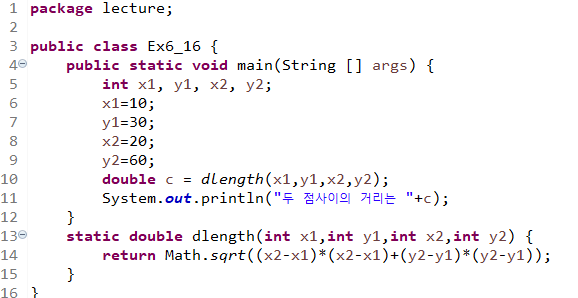 1 package lecture;
2
3 public class Ex6_16 {
4 public static void main(String [] args) {
5 int x1, y1, x2, y2;
6 x1=10;
7 y1=30;
8 x2=20;
9 y2=60;
10 double c = dlength(x1,y1,x2,y2);
11 System.out.println("두 점사이의 거리는 "+c);
12 }
13 static double dlength(int x1,int y1,int x2,int y2) {
14 return Math.sqrt((x2-x1)*(x2-x1)+(y2-y1)*(y2-y1));
15 }
16 }